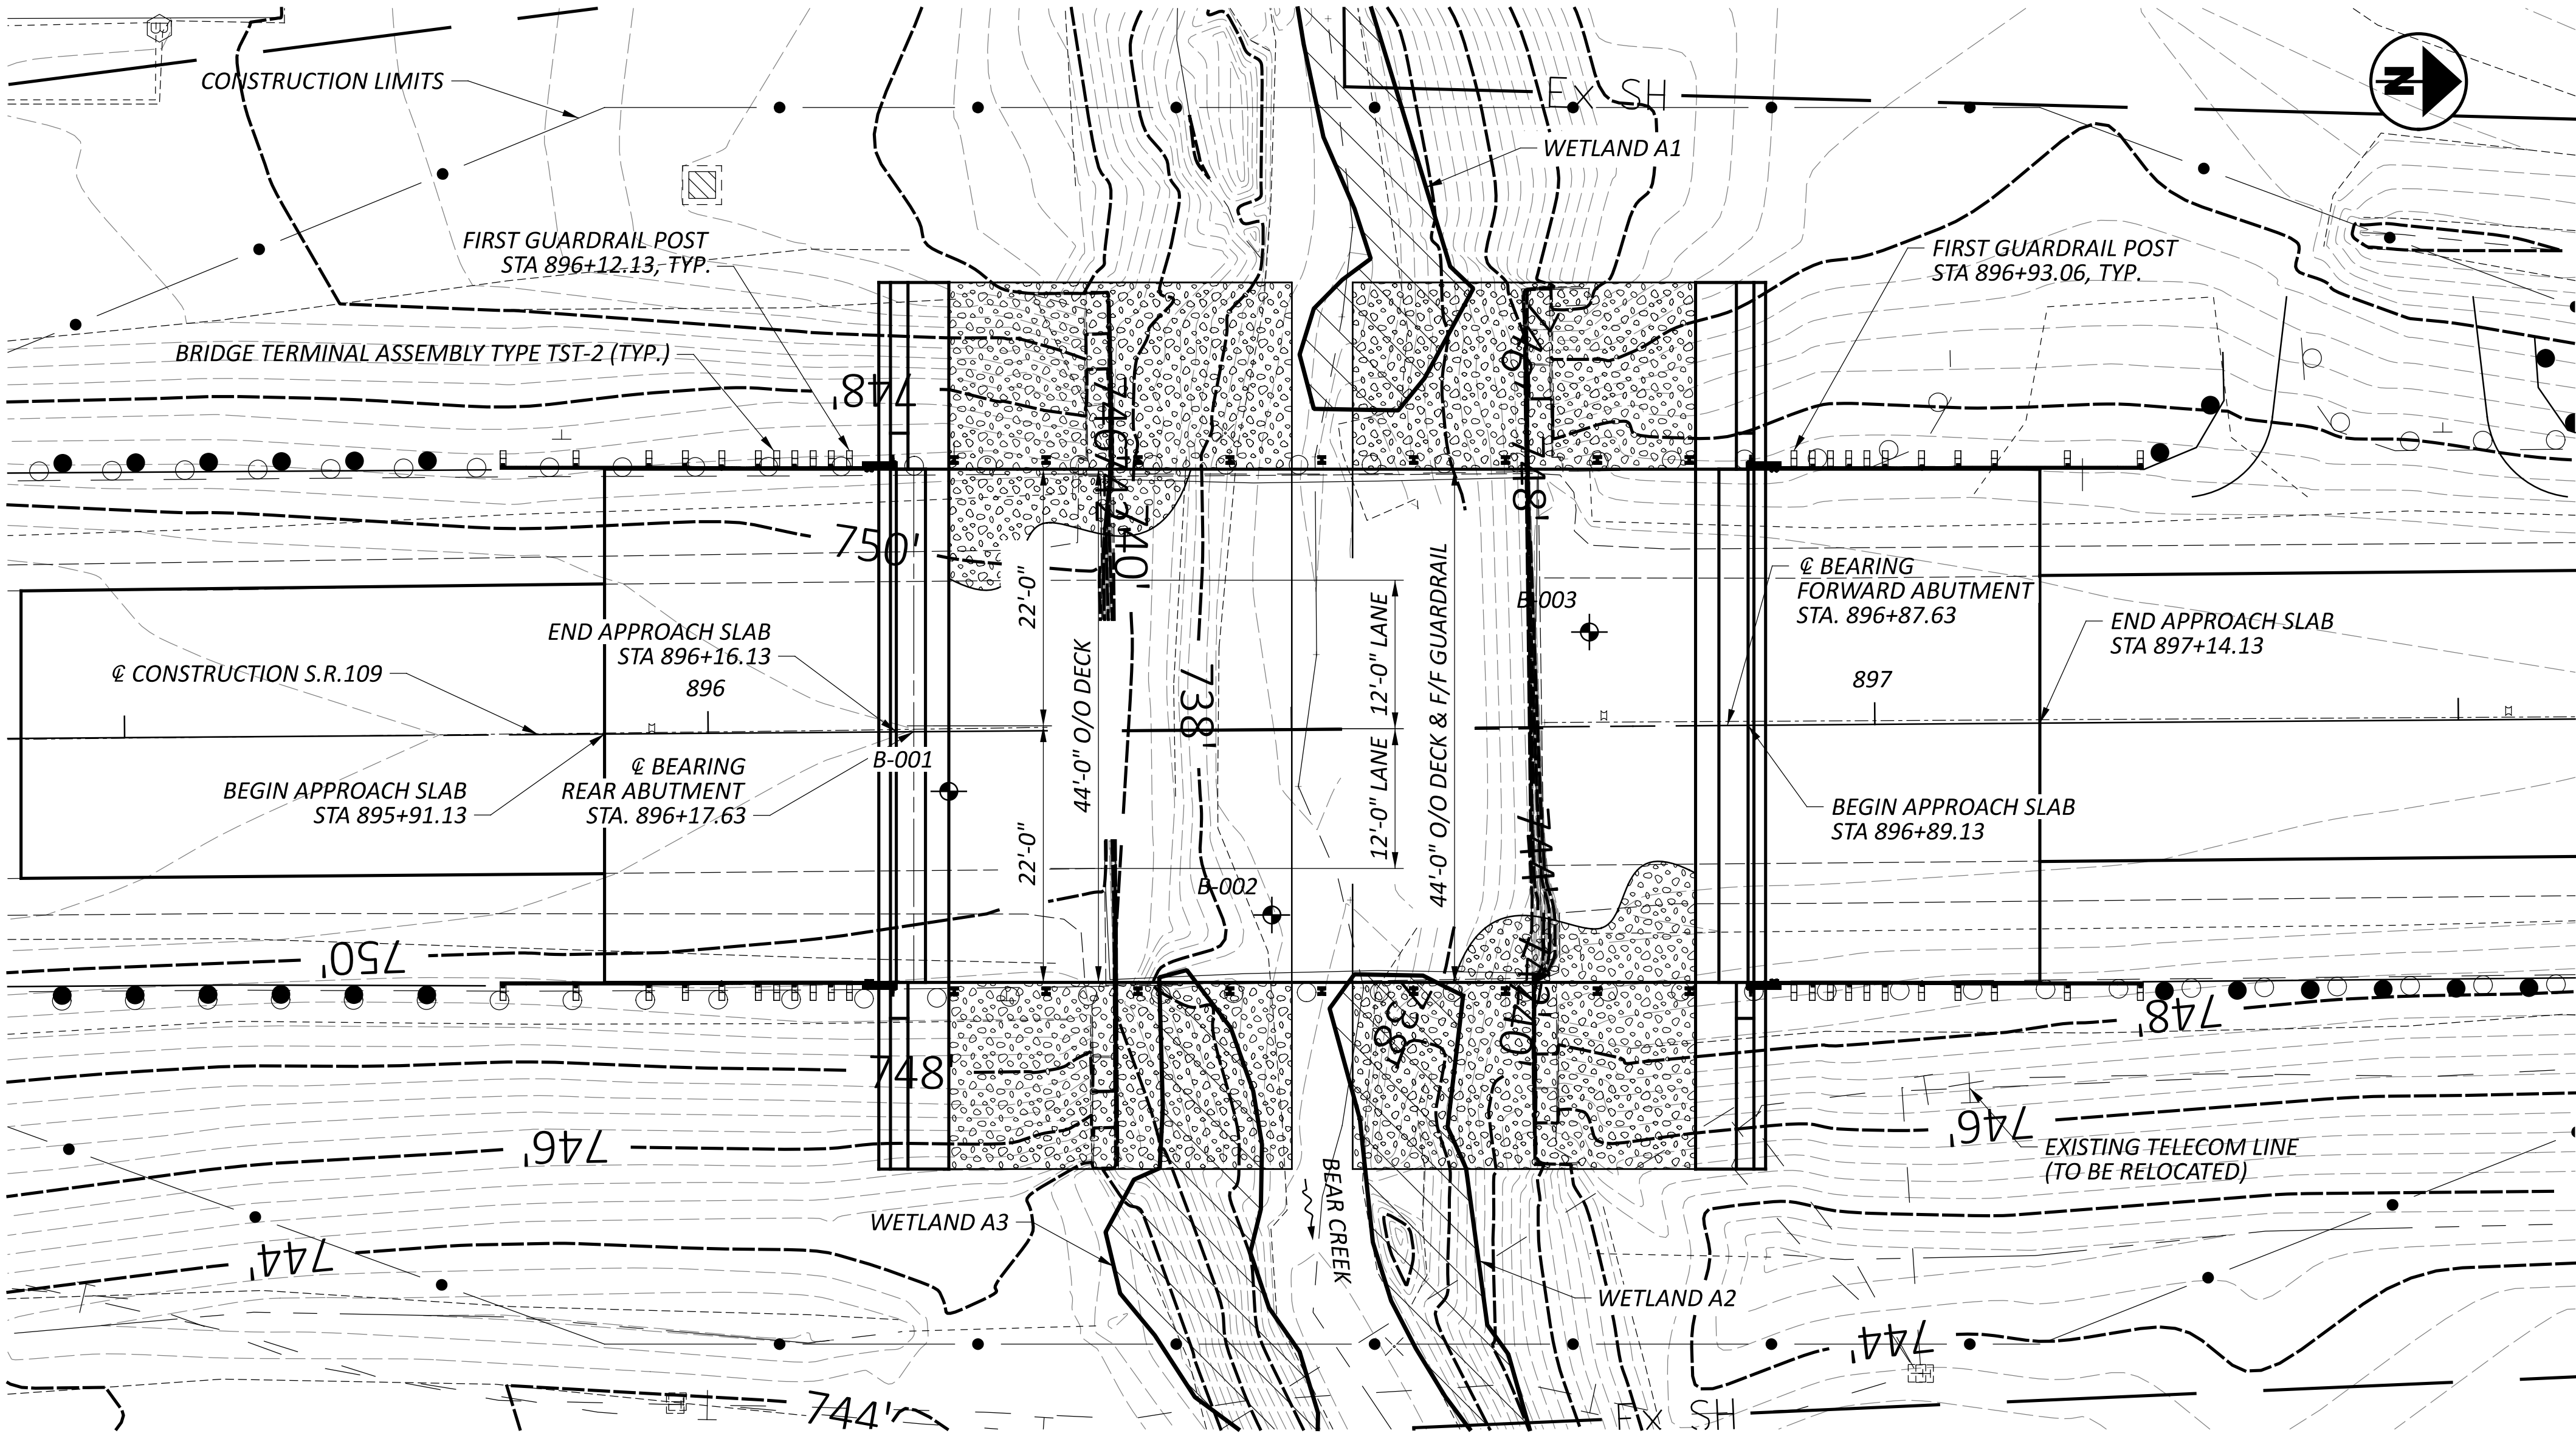 CONSTRUCTION LIMITS
Ex SH
N
WETLAND A1
FIRST GUARDRAIL POST
STA 896+12.13, TYP.
FIRST GUARDRAIL POST
STA 896+93.06, TYP.
BRIDGE TERMINAL ASSEMBLY TYPE TST-2 (TYP.)
748'
746'
748'
750'
740'
22'-0"
44'-0" O/O DECK
738'
12'-0" LANE
12'-0" LANE
44'-0" O/O DECK & F/F GUARDRAIL
B-003
℄ BEARING
FORWARD ABUTMENT
STA. 896+87.63
END APPROACH SLAB
STA 897+14.13
END APPROACH SLAB
STA 896+16.13
℄ CONSTRUCTION S.R.109
896
897
B-001
℄ BEARING
REAR ABUTMENT
STA. 896+17.63
BEGIN APPROACH SLAB
STA 895+91.13
BEGIN APPROACH SLAB
STA 896+89.13
22'-0"
B-002
744'
750'
738'
740'
748'
748'
746'
746'
EXISTING TELECOM LINE
(TO BE RELOCATED)
BEAR CREEK
WETLAND A3
744'
WETLAND A2
744'
744'
Ex SH